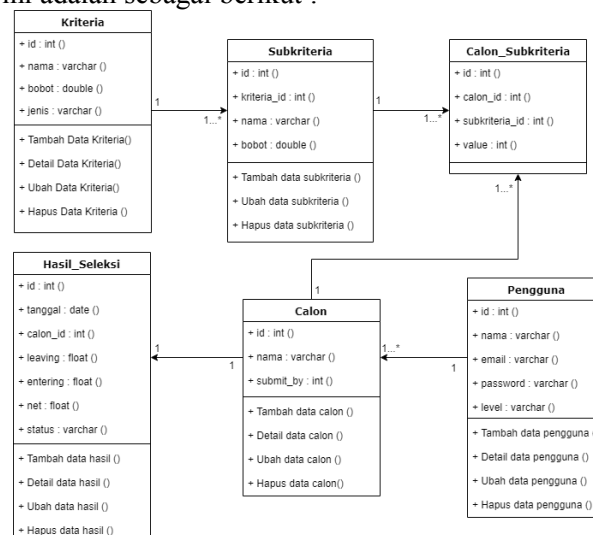 ini adalah sebagai berikut :
Kriteria
+ id : int ()
+ nama : varchar ()
+ bobot : double ()
+ jenis : varchar ()
+ Tambah Data Kriteria()
+ Detail Data Kriteria()
+ Ubah Data Kriteria()
+ Hapus Data Kriteria ()
1
1...*
Subkriteria
+ id : int ()
+ kriteria_id : int ()
+ nama : varchar ()
+ bobot : double ()
+ Tambah data subkriteria ()
+ Ubah data subkriteria ()
+ Hapus data subkriteria ()
1
1...*
Calon_Subkriteria
+ id : int ()
+ calon_id : int ()
+ subkriteria_id : int ()
+ value : int ()
1...*
1
Hasil_Seleksi
+ id : int ()
+ tanggal : date ()
+ calon_id : int ()
+ leaving : float ()
+ entering : float ()
+ net : float ()
+ status : varchar ()
+ Tambah data hasil ()
+ Detail data hasil ()
+ Ubah data hasil ()
+ Hapus data hasil ()
1
1
Calon
+ id : int ()
+ nama : varchar ()
+ submit_by : int ()
+ Tambah data calon ()
+ Detail data calon ()
+ Ubah data calon ()
+ Hapus data calon()
1...*
1
Pengguna
+ id : int ()
+ nama : varchar ()
+ email : varchar ()
+ password : varchar ()
+ level : varchar ()
+ Tambah data pengguna (
+ Detail data pengguna ()
+ Ubah data pengguna ()
+ Hapus data pengguna ()